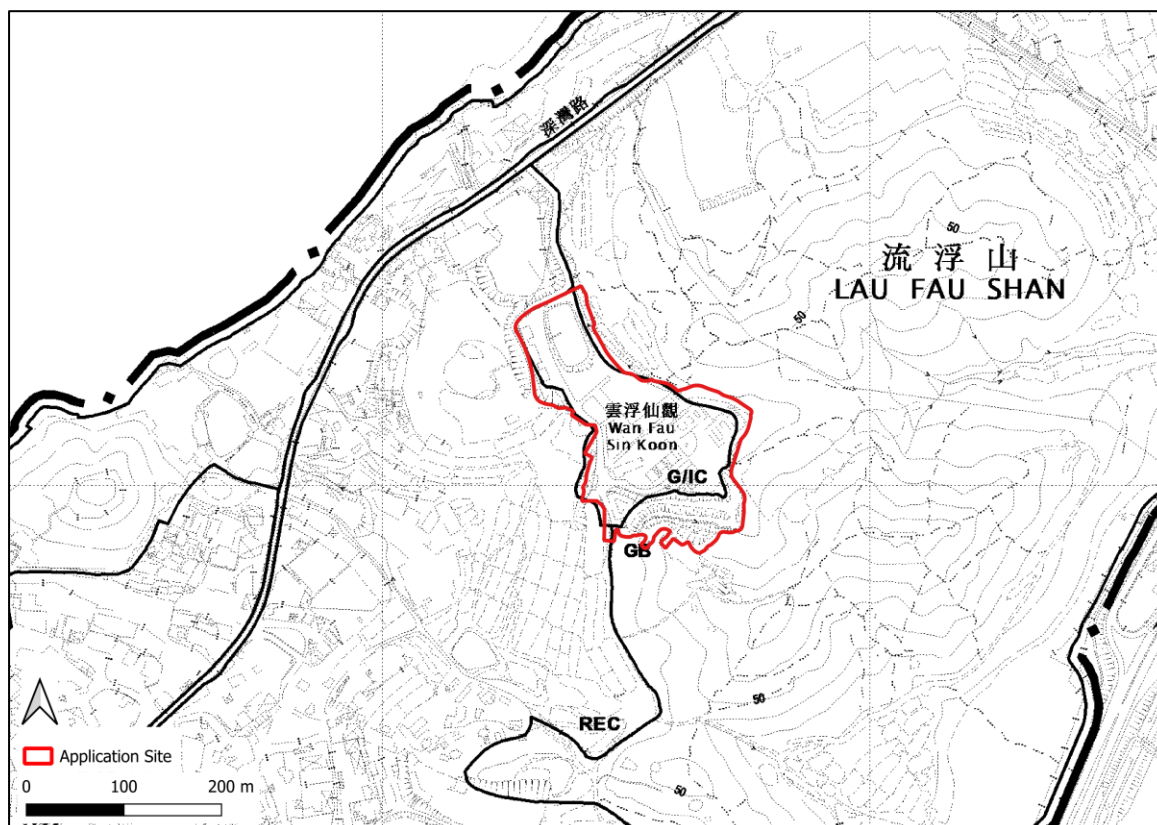 深灣路
50
流浮山
LAU FAU SHAN
50
雲浮仙觀
Wan Fau
Sin Koon
G/IC
GB
50
REC
50
Application Site
0 100 200 m